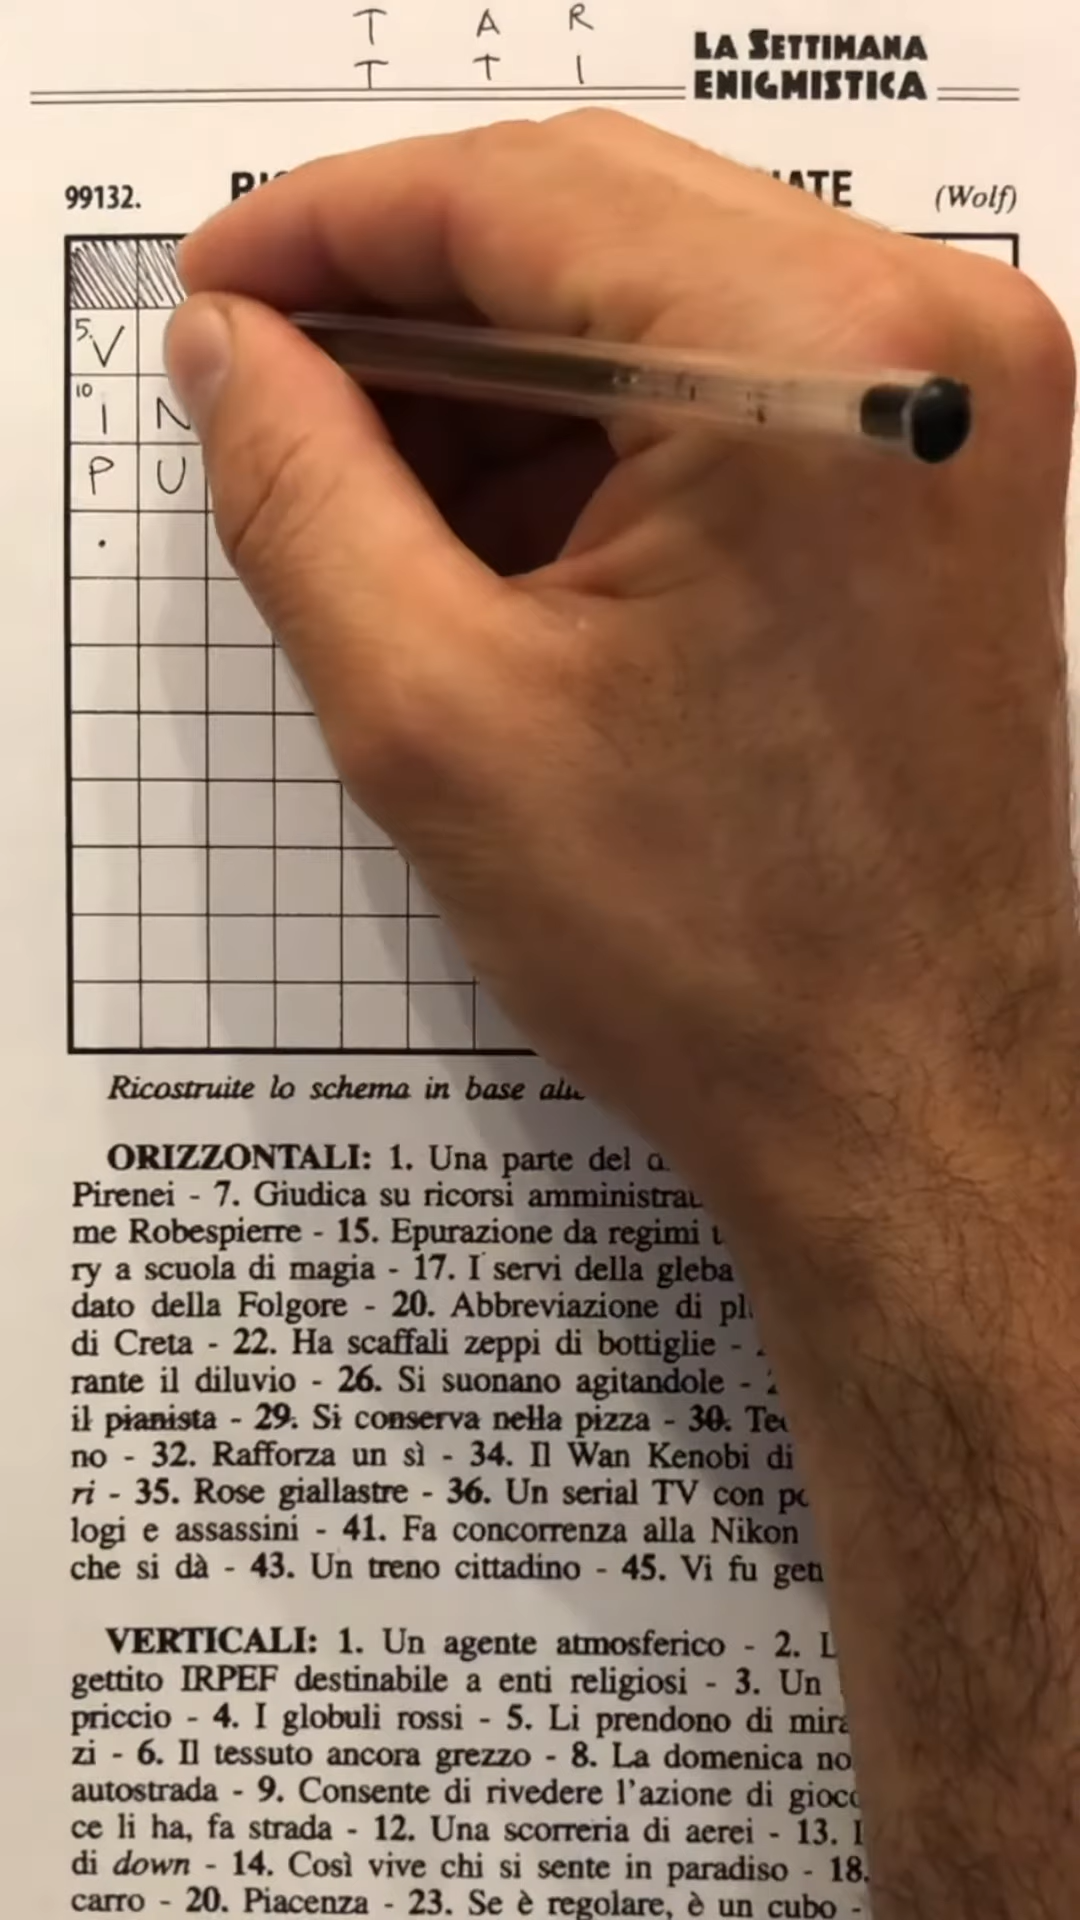 T A R
T T I
LA SETTIMANA
ENIGMISTICA
99132. (Wolf)
5. V
10 I N
P U
.
Ricostruite lo schema in base
ORIZZONTALI: 1. Una parte del
Pirenei - 7. Giudica su ricorsi
me Robespierre - 15. Epurazione da regimi
ry a scuola di magia - 17. I servi della gleba
dato della Folgore - 20. Abbreviazione di
di Creta - 22. Ha scaffali zeppi di bottiglie -
rante il diluvio - 26. Si suonano agitandole -
il pianista - 29. Si conserva nella pizza - 30.
no - 32. Rafforza un sì - 34. Il Wan Kenobi di
ri - 35. Rose giallastre - 36. Un serial TV con
logi e assassini - 41. Fa concorrenza alla Nikon
che si dà - 43. Un treno cittadino - 45. Vi fu
VERTICALI: 1. Un agente atmosferico - 2.
gettito IRPEF destinabile a enti religiosi - 3. Un
priccio - 4. I globuli rossi - 5. Li prendono di
zi - 6. Il tessuto ancora grezzo - 8. La domenica
autostrada - 9. Consente di rivedere l'azione di
ce li ha, fa strada - 12. Una scorreria di aerei - 13.
di down - 14. Così vive chi si sente in paradiso - 18.
carro - 20. Piacenza - 23. Se è regolare, è un cubo -